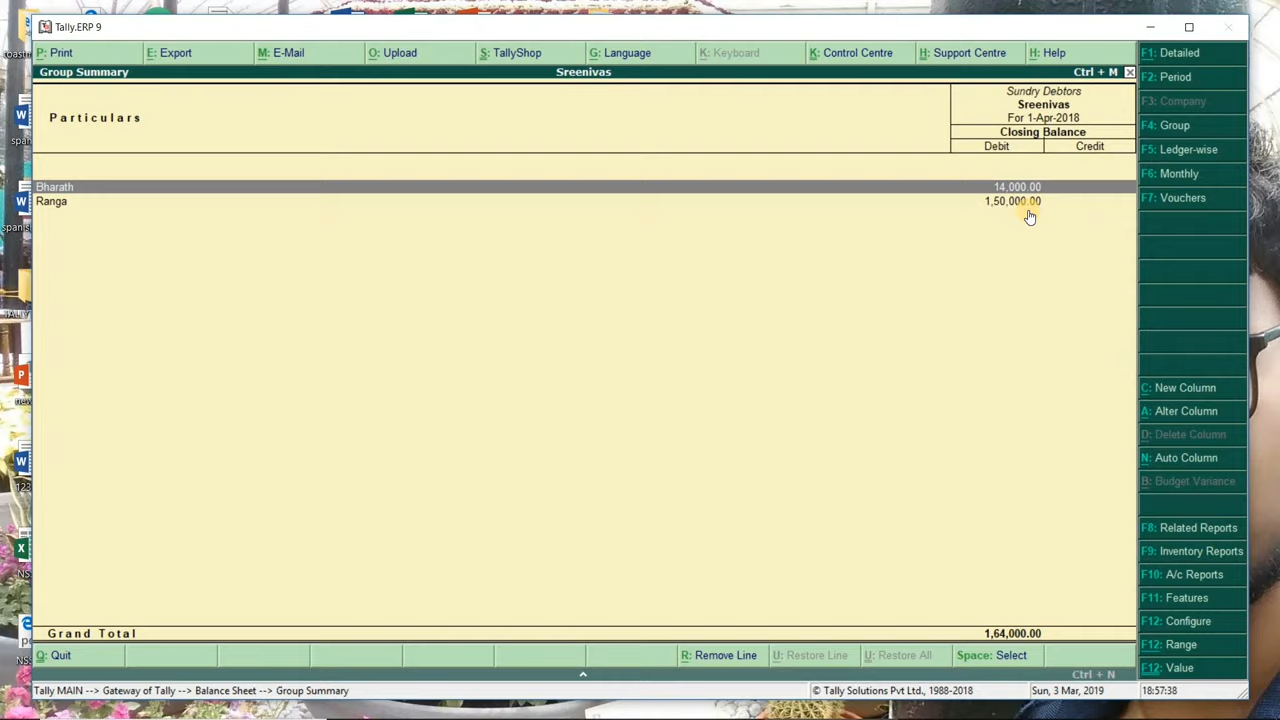 Tally.ERP 9
P: Print E: Export M: E-Mail O: Upload S: TallyShop G: Language K: Keyboard K: Control Centre H: Support Centre H: Help
Group Summary Sreenivas Ctrl + M
Particulars
Sundry Debtors
Sreenivas
For 1-Apr-2018
Closing Balance
Debit Credit
Bharath 14,000.00
Ranga 1,50,000.00
Grand Total 1,64,000.00
Q: Quit R: Remove Line U: Restore Line U: Restore All Space: Select
Ctrl + N
Tally MAIN --> Gateway of Tally --> Balance Sheet --> Group Summary © Tally Solutions Pvt Ltd., 1988-2018 Sun, 3 Mar, 2019 18:57:38
F1: Detailed
F2: Period
F3: Company
F4: Group
F5: Ledger-wise
F6: Monthly
F7: Vouchers
C: New Column
A: Alter Column
D: Delete Column
N: Auto Column
B: Budget Variance
F8: Related Reports
F9: Inventory Reports
F10: A/c Reports
F11: Features
F12: Configure
F12: Range
F12: Value